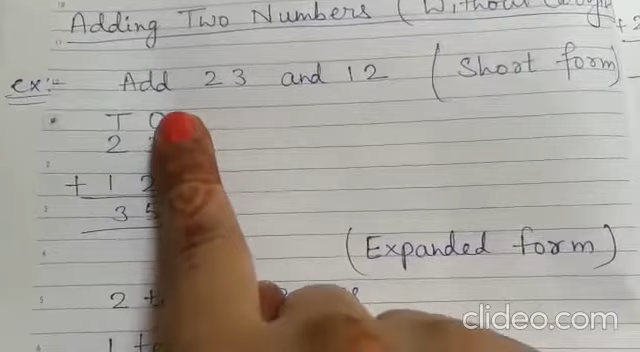 Adding Two Numbers (Without
ex:- Add 23 and 12 (Short form)
T O
2
+ 1 2
3 5
(Expanded form)
2
1
clideo.com